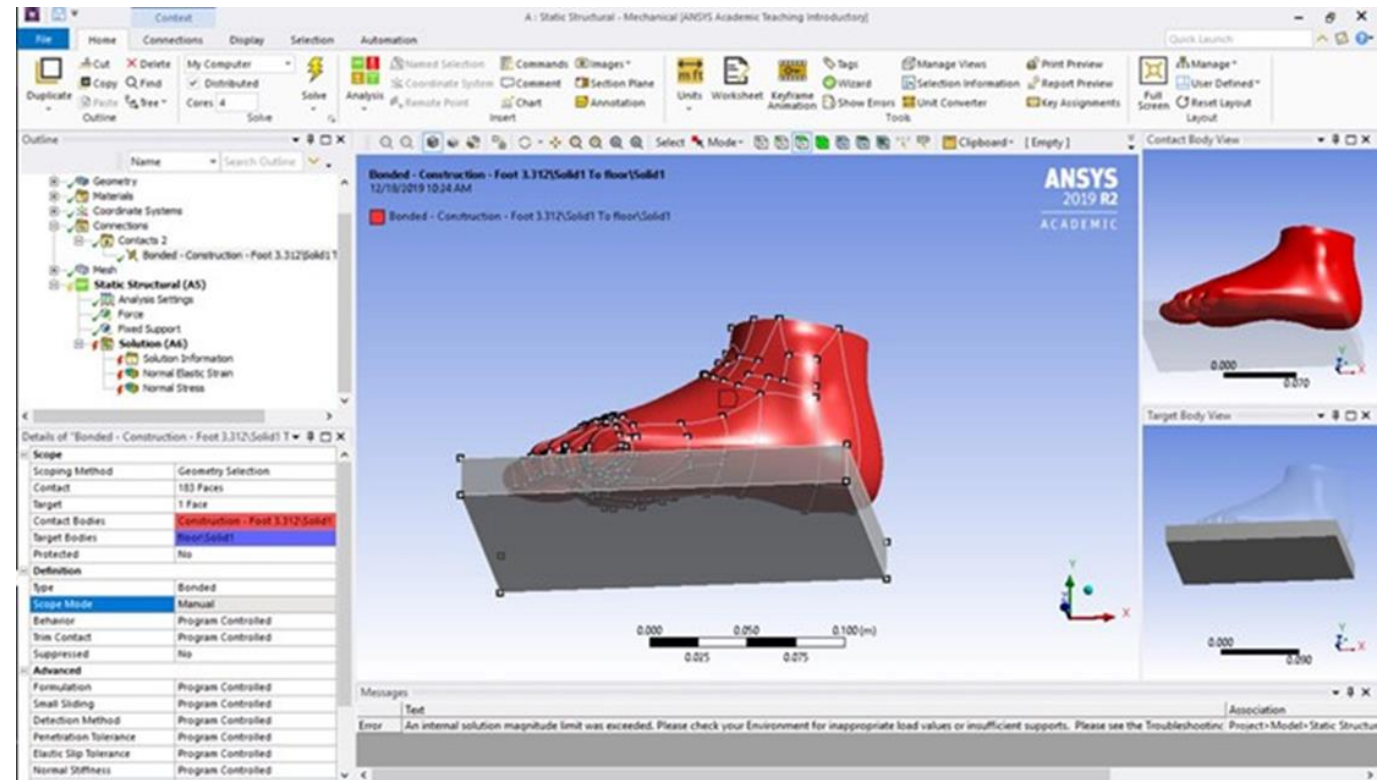 Context
A : Static Structural - Mechanical [ANSYS Academic Teaching Introductory]
File Home Connections Display Selection Automation
Quick Launch
Duplicate
Cut
Copy
Paste
Delete
Find
Tree
Outline
My Computer
Distributed
Cores 4
Solve
Solve
Analysis
Named Selection
Coordinate System
Remote Point
Commands
Comment
Chart
Images
Section Plane
Annotation
Insert
Units
Worksheet
Keyframe
Animation
Tags
Wizard
Show Errors
Manage Views
Selection Information
Unit Converter
Print Preview
Report Preview
Key Assignments
Tools
Full
Screen
Manage
User Defined
Reset Layout
Layout
Outline
Name
Search Outline
Geometry
Materials
Coordinate Systems
Connections
Contacts 2
Bonded - Construction - Foot 3.312\Solid1 T
Mesh
Static Structural (A5)
Analysis Settings
Force
Fixed Support
Solution (A6)
Solution Information
Normal Elastic Strain
Normal Stress
Details of "Bonded - Construction - Foot 3.312\Solid1 T
Scope
Scoping Method Geometry Selection
Contact 183 Faces
Target 1 Face
Contact Bodies Construction - Foot 3.312\Solid1
Target Bodies floor\Solid1
Protected No
Definition
Type Bonded
Scope Mode Manual
Behavior Program Controlled
Trim Contact Program Controlled
Suppressed No
Advanced
Formulation Program Controlled
Small Sliding Program Controlled
Detection Method Program Controlled
Penetration Tolerance Program Controlled
Elastic Slip Tolerance Program Controlled
Normal Stiffness Program Controlled
Select Mode Clipboard [Empty]
Bonded - Construction - Foot 3.312\Solid1 To floor\Solid1
12/18/2019 10:24 AM
Bonded - Construction - Foot 3.312\Solid1 To floor\Solid1
ANSYS
2019 R2
ACADEMIC
0.000 0.050 0.100 (m)
0.025 0.075
Y
X
Contact Body View
0.000
0.070
Y
Z
X
Target Body View
0.000
0.090
Y
Z
X
Messages
Text Association
Error An internal solution magnitude limit was exceeded. Please check your Environment for inappropriate load values or insufficient supports. Please see the Troubleshooting Project>Model>Static Structur